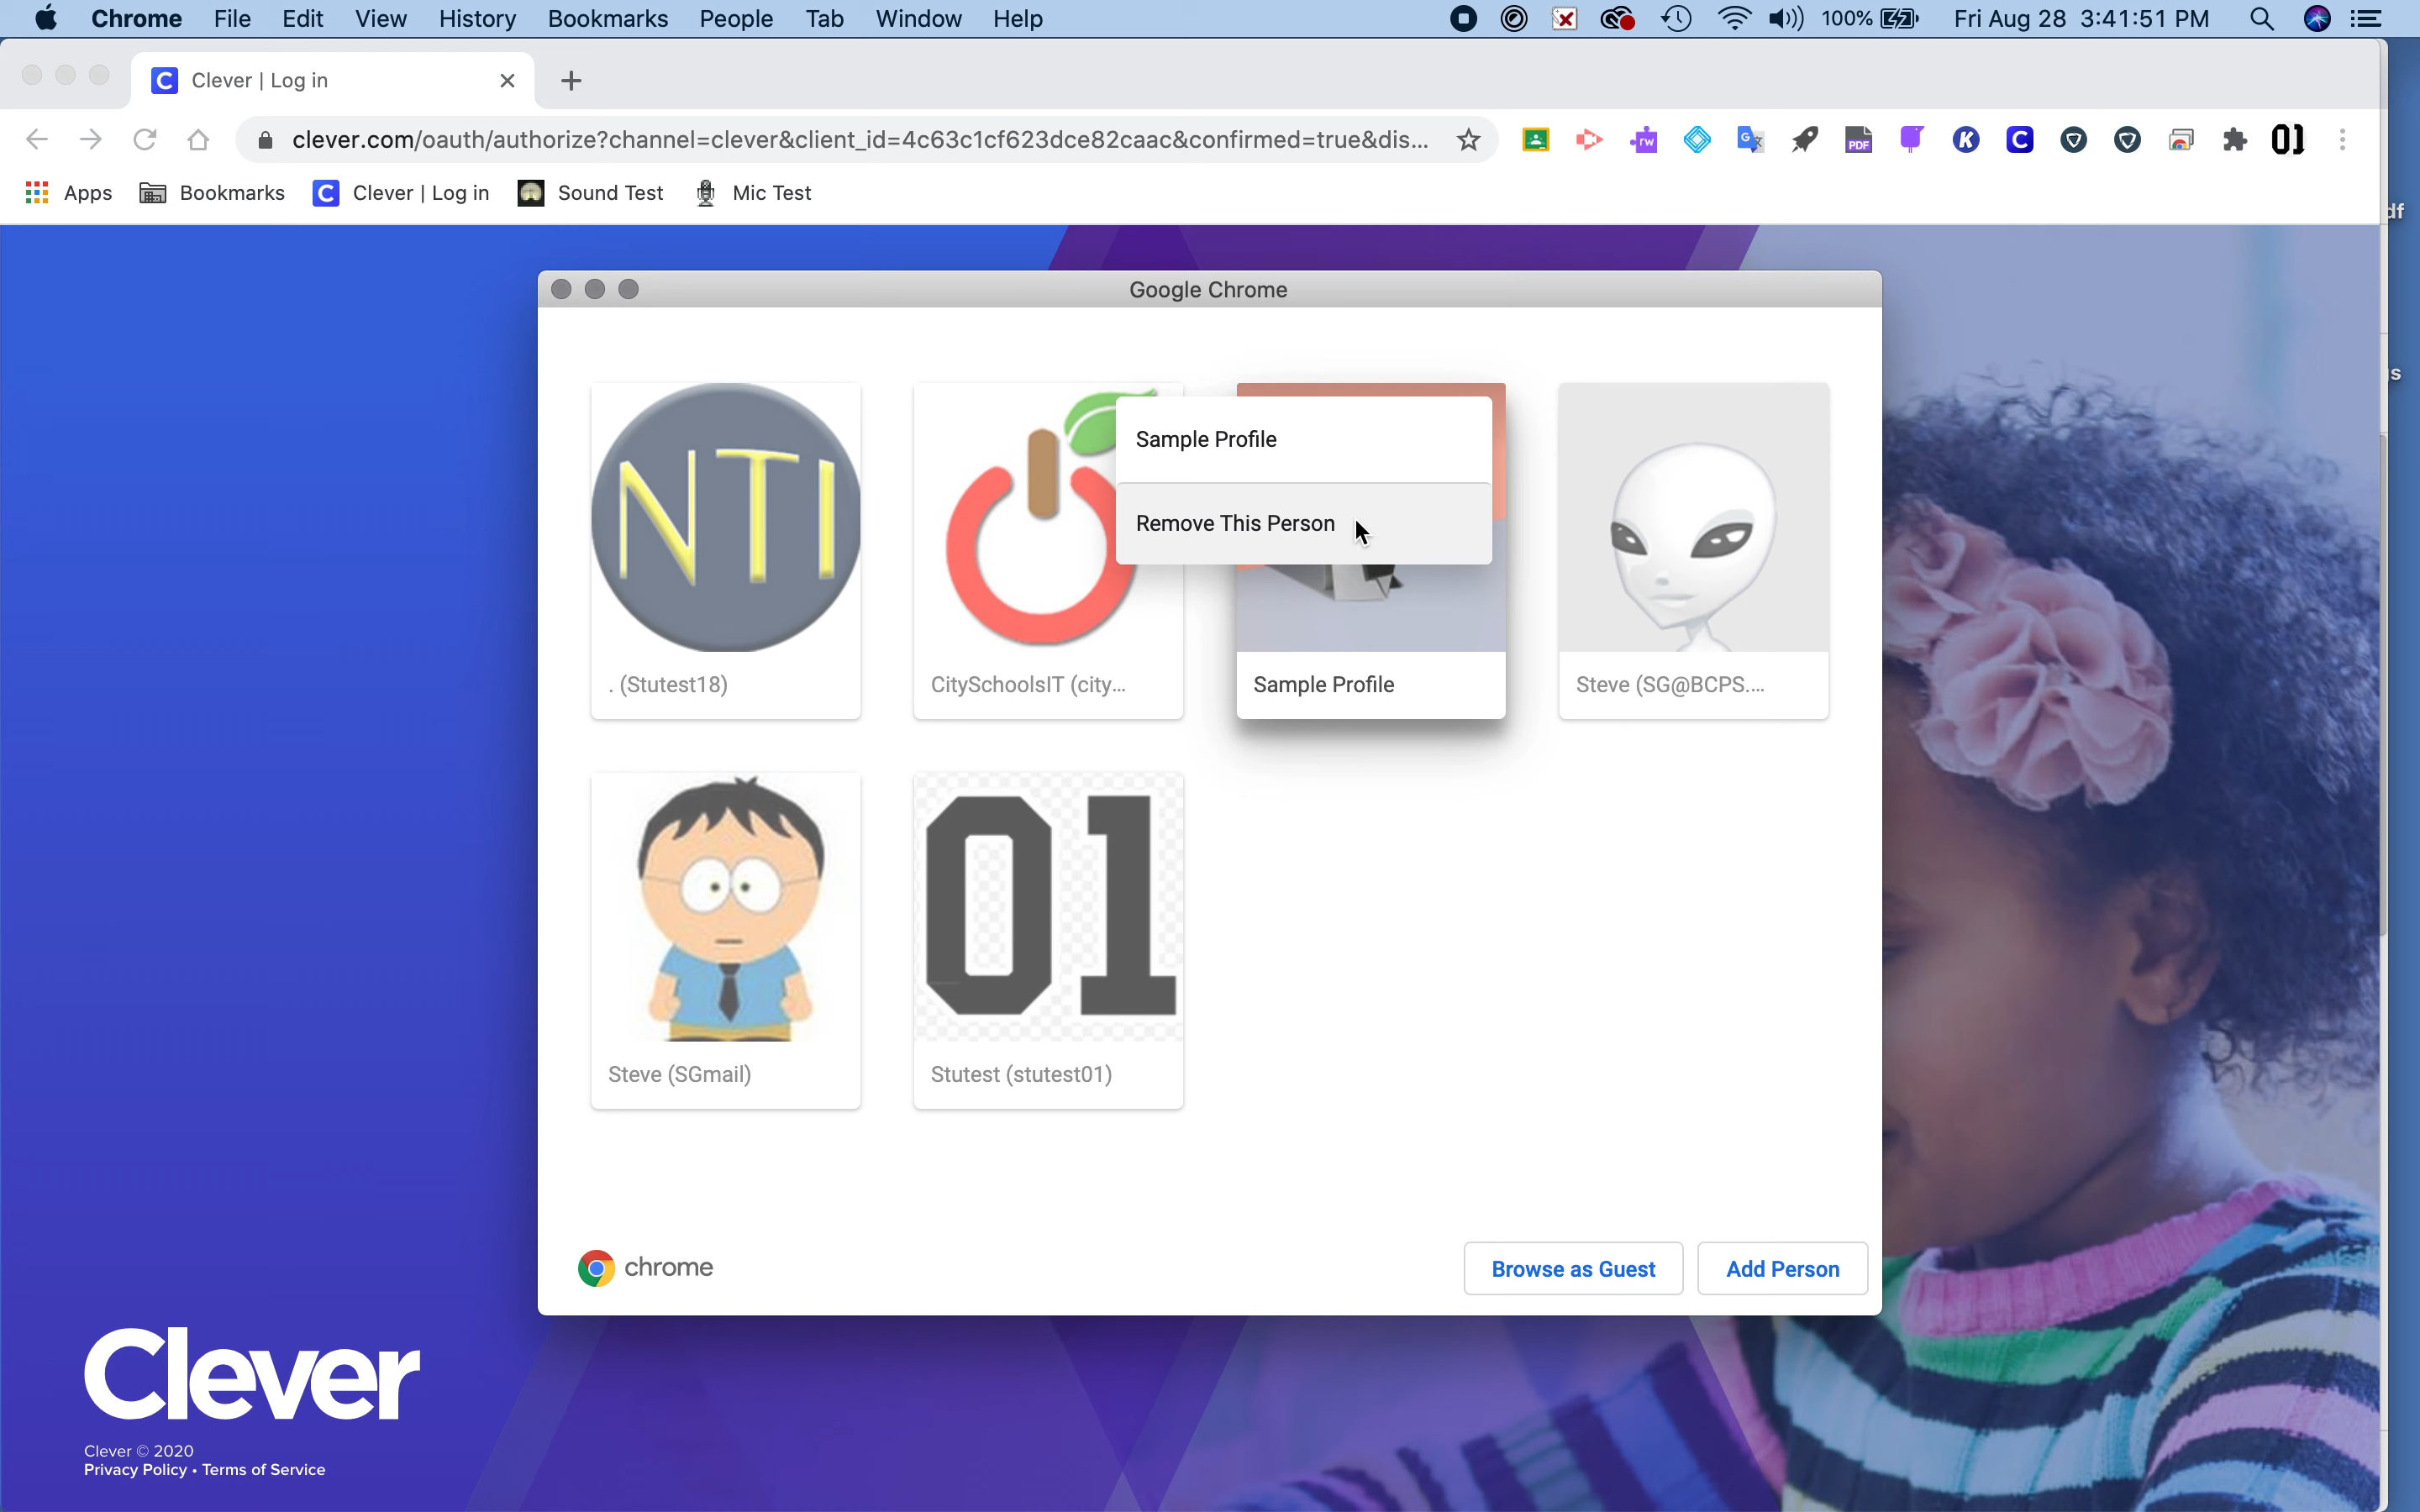 Chrome File Edit View History Bookmarks People Tab Window Help 100% Fri Aug 28 3:41:51 PM
C Clever | Log in
clever.com/oauth/authorize?channel=clever&client_id=4c63c1cf623dce82caac&confirmed=true&dis... rw G PDF K C 01
Apps Bookmarks C Clever | Log in Sound Test Mic Test
df
Google Chrome
Sample Profile
Remove This Person
NTI
. (Stutest18) CitySchoolsIT (city... Sample Profile Steve (SG@BCPS....
01
Steve (SGmail) Stutest (stutest01)
chrome Browse as Guest Add Person
Clever
Clever © 2020
Privacy Policy • Terms of Service